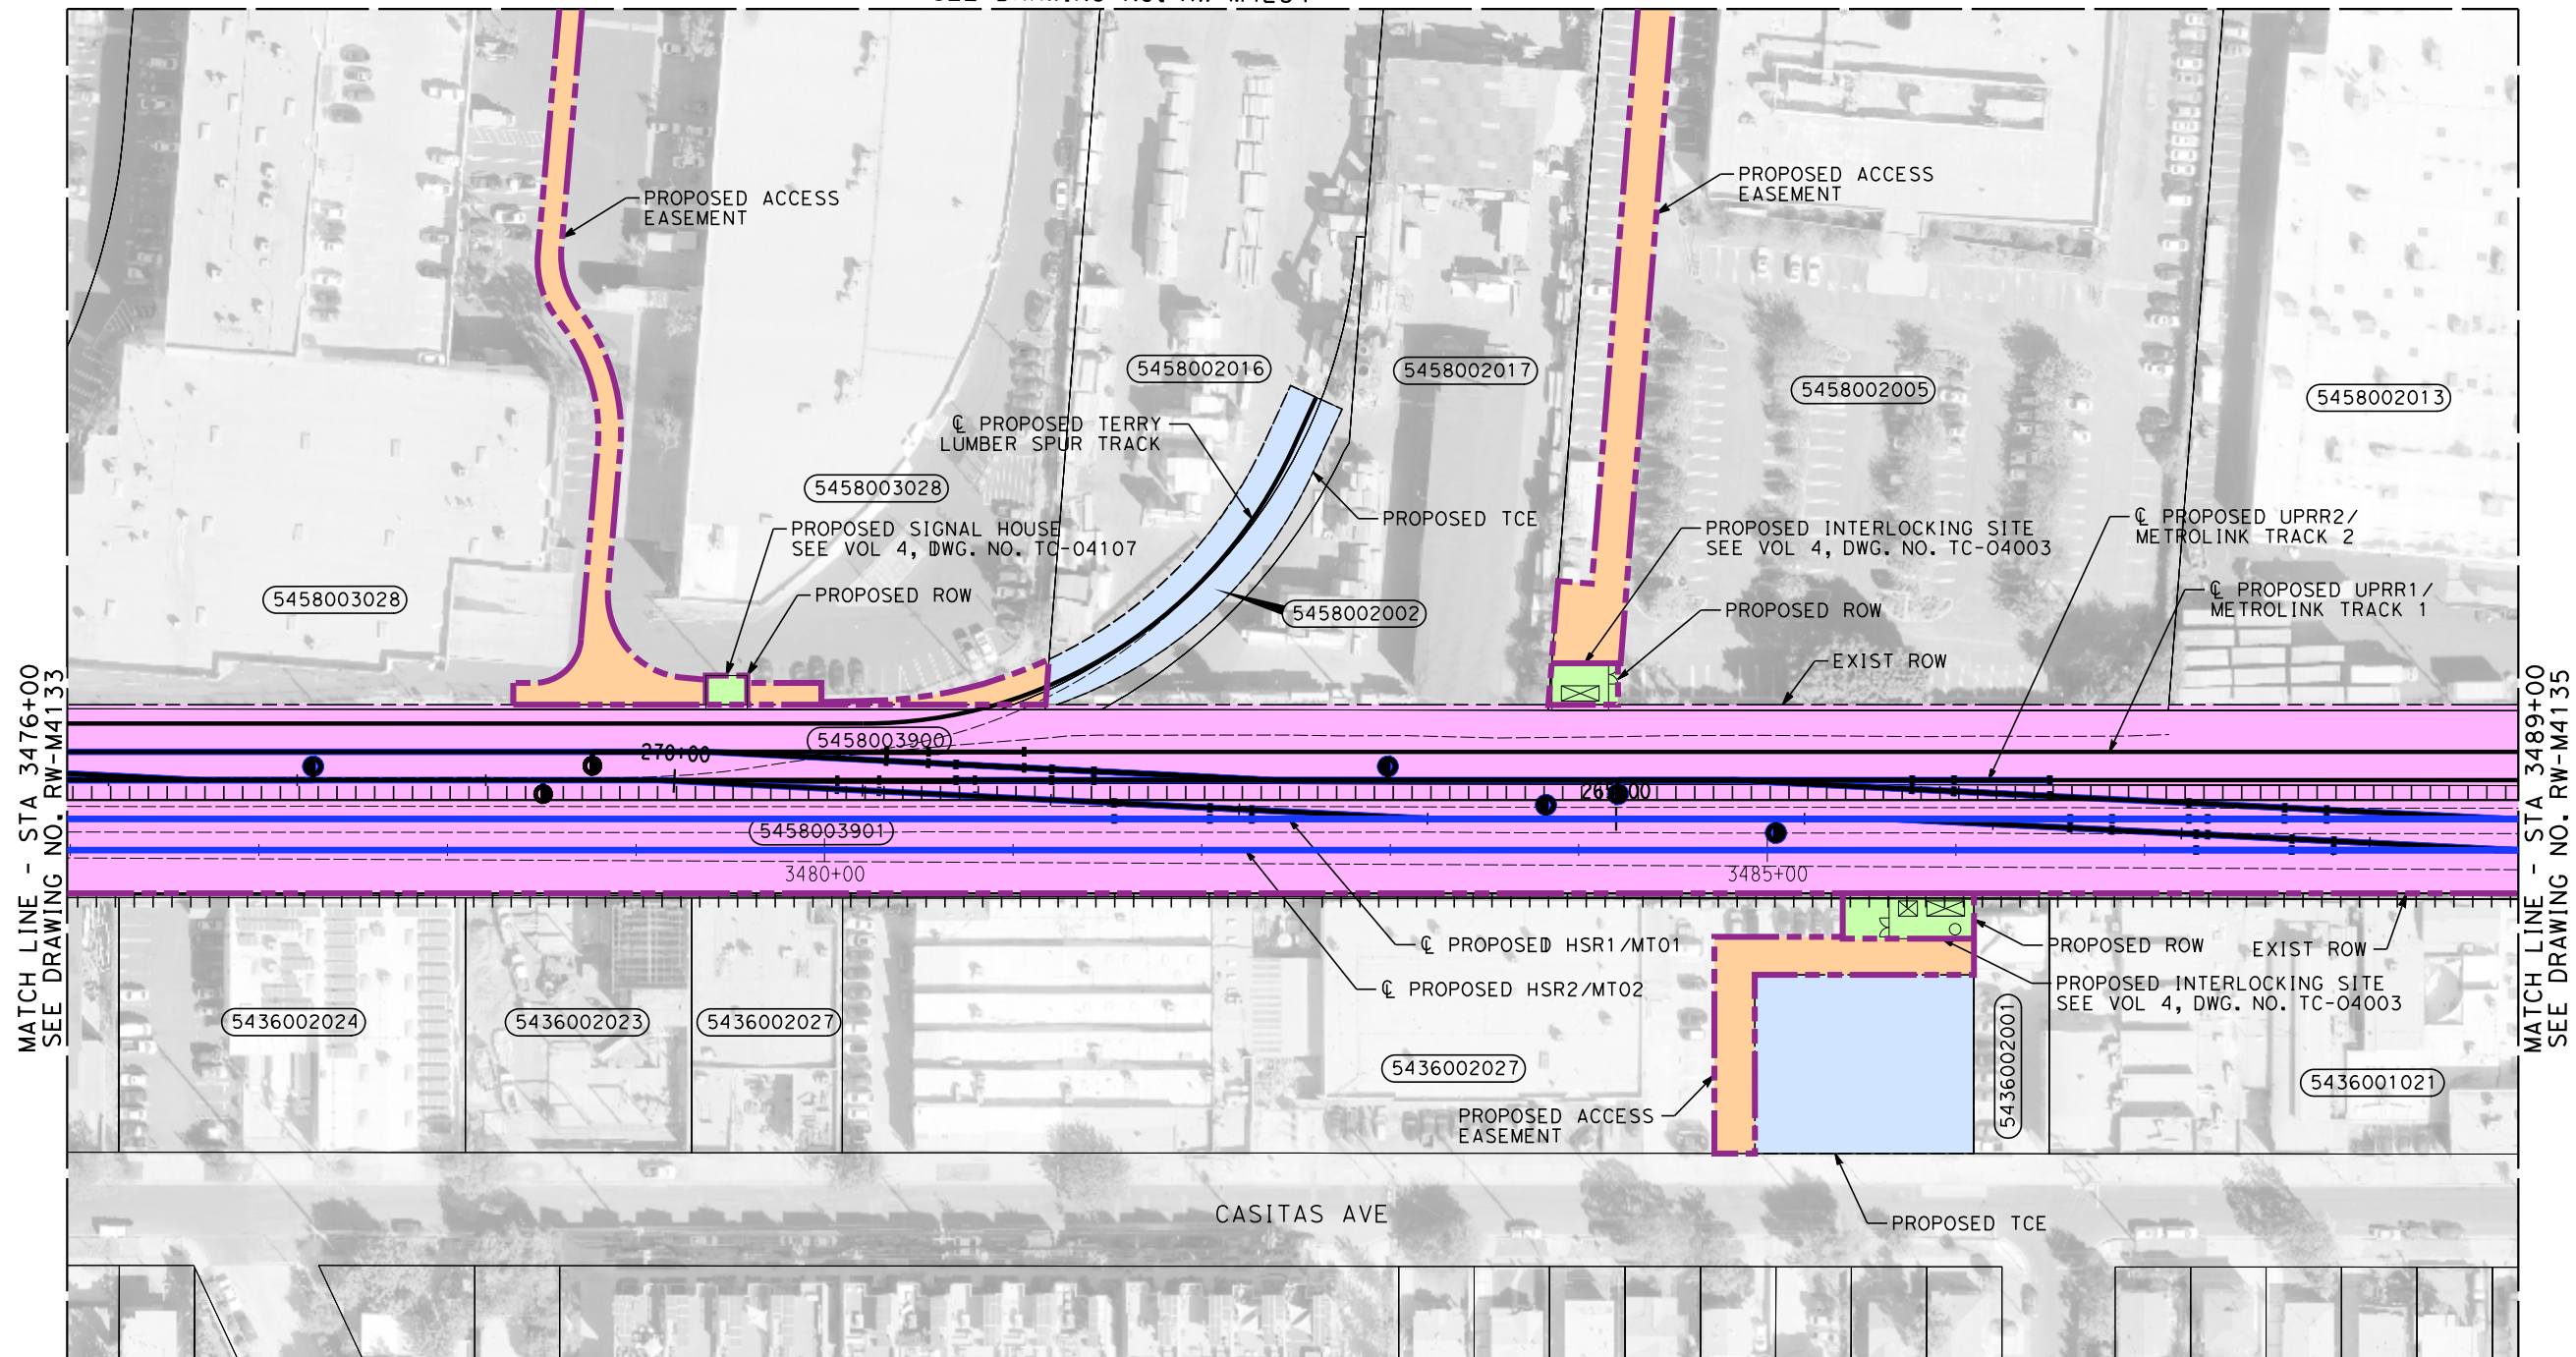 PROPOSED ACCESS
EASEMENT
PROPOSED ACCESS
EASEMENT
5458002016
5458002017
5458002005
5458002013
℄ PROPOSED TERRY
LUMBER SPUR TRACK
5458003028
PROPOSED SIGNAL HOUSE
SEE VOL 4, DWG. NO. TC-04107
PROPOSED TCE
PROPOSED INTERLOCKING SITE
SEE VOL 4, DWG. NO. TC-04003
℄ PROPOSED UPRR2/
METROLINK TRACK 2
℄ PROPOSED UPRR1/
METROLINK TRACK 1
5458003028
PROPOSED ROW
5458002002
PROPOSED ROW
EXIST ROW
MATCH LINE - STA 3476+00
SEE DRAWING NO. RW-M4133
MATCH LINE - STA 3489+00
SEE DRAWING NO. RW-M4135
5458003900
270+00
5458003901
3480+00
3485+00
℄ PROPOSED HSR1/MT01
℄ PROPOSED HSR2/MT02
PROPOSED ROW
EXIST ROW
PROPOSED INTERLOCKING SITE
SEE VOL 4, DWG. NO. TC-04003
5436002024
5436002023
5436002027
5436002027
5436002001
5436001021
PROPOSED ACCESS
EASEMENT
CASITAS AVE
PROPOSED TCE